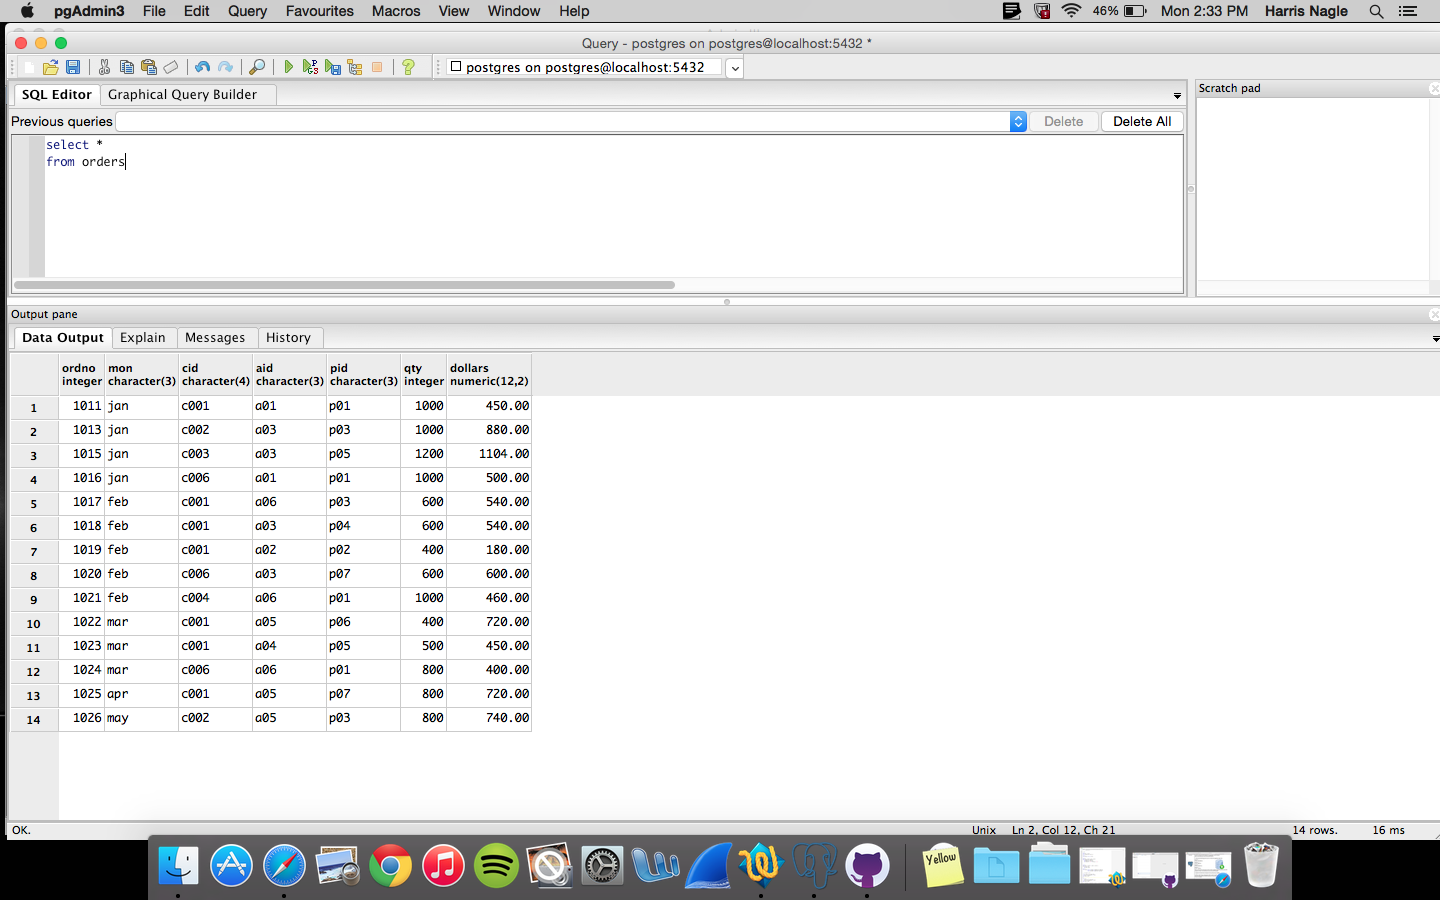 pgAdmin3 File Edit Query Favourites Macros View Window Help 46% Mon 2:33 PM Harris Nagle
Query - postgres on postgres@localhost:5432 *
postgres on postgres@localhost:5432
SQL Editor Graphical Query Builder
Scratch pad
Previous queries Delete Delete All
select *
from orders
Output pane
Data Output Explain Messages History
ordno mon cid aid pid qty dollars
integer character(3) character(4) character(3) character(3) integer numeric(12,2)
1 1011 jan c001 a01 p01 1000 450.00
2 1013 jan c002 a03 p03 1000 880.00
3 1015 jan c003 a03 p05 1200 1104.00
4 1016 jan c006 a01 p01 1000 500.00
5 1017 feb c001 a06 p03 600 540.00
6 1018 feb c001 a03 p04 600 540.00
7 1019 feb c001 a02 p02 400 180.00
8 1020 feb c006 a03 p07 600 600.00
9 1021 feb c004 a06 p01 1000 460.00
10 1022 mar c001 a05 p06 400 720.00
11 1023 mar c001 a04 p05 500 450.00
12 1024 mar c006 a06 p01 800 400.00
13 1025 apr c001 a05 p07 800 720.00
14 1026 may c002 a05 p03 800 740.00
OK. Unix Ln 2, Col 12, Ch 21 14 rows. 16 ms
Yellow